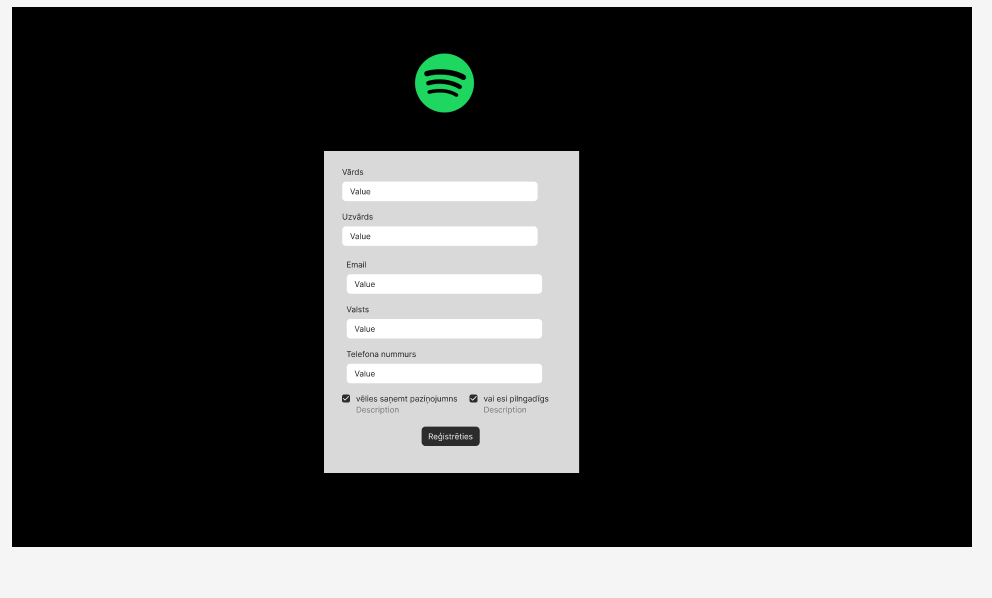 Vārds
Value
Uzvārds
Value
Email
Value
Valsts
Value
Telefona nummurs
Value
vēlies saņemt paziņojumns vai esi pilngadīgs
Description Description
Reģistrēties